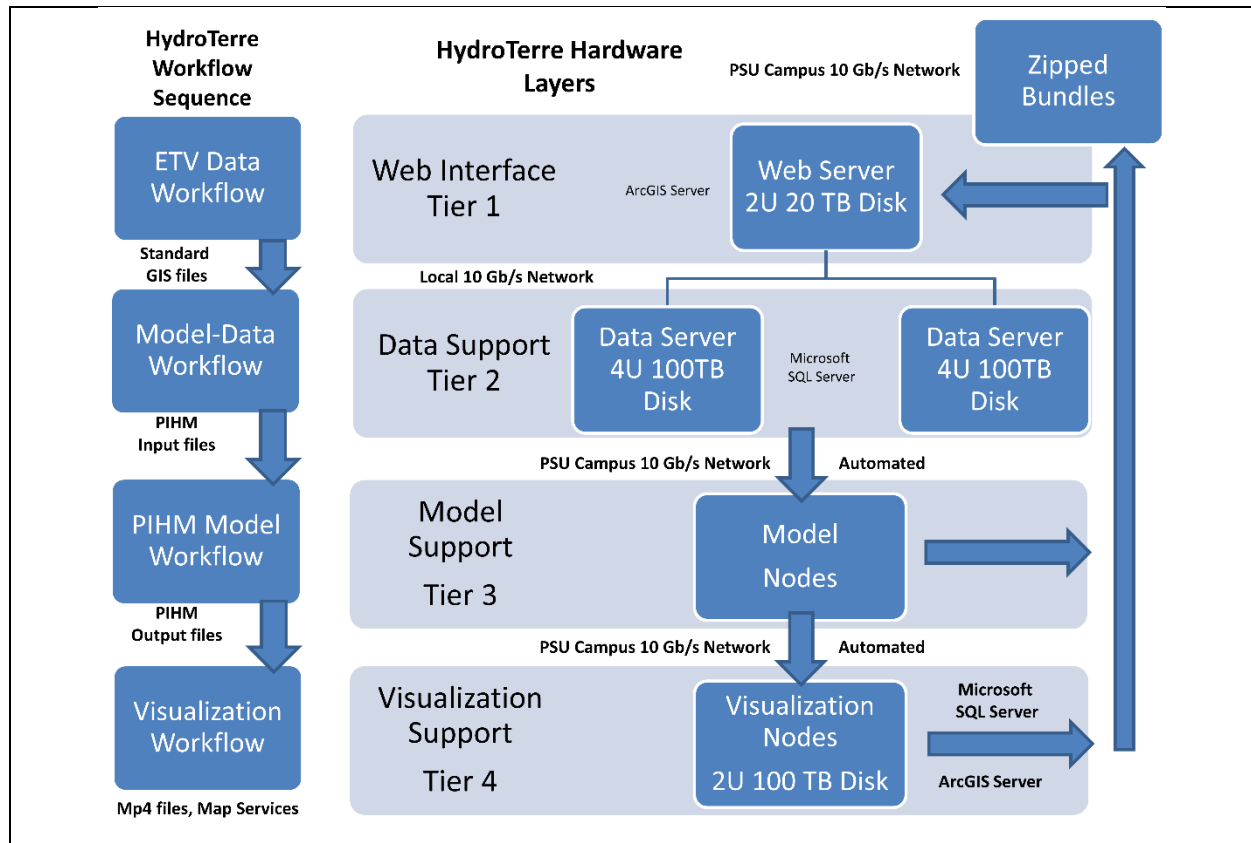 HydroTerre
Workflow
Sequence
ETV Data
Workflow
Standard
GIS files
Model-Data
Workflow
PIHM
Input files
PIHM Model
Workflow
PIHM
Output files
Visualization
Workflow
Mp4 files, Map Services
HydroTerre Hardware
Layers
PSU Campus 10 Gb/s Network
Zipped
Bundles
Web Interface
Tier 1
ArcGIS Server
Web Server
2U 20 TB Disk
Local 10 Gb/s Network
Data Support
Tier 2
Data Server
4U 100TB
Disk
Microsoft
SQL Server
Data Server
4U 100TB
Disk
PSU Campus 10 Gb/s Network
Automated
Model
Support
Tier 3
Model
Nodes
PSU Campus 10 Gb/s Network
Automated
Visualization
Support
Tier 4
Visualization
Nodes
2U 100 TB Disk
Microsoft
SQL Server
ArcGIS Server